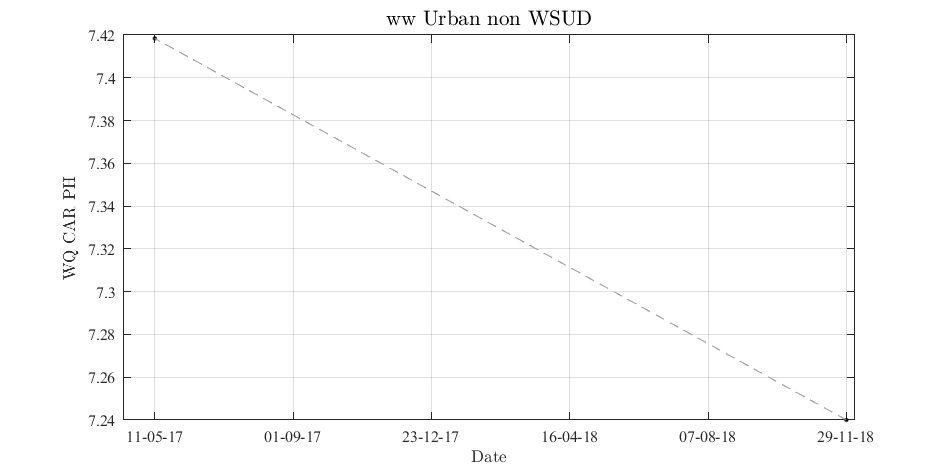 ww Urban non WSUD
7.42
7.4
7.38
7.36
7.34
7.32
7.3
7.28
7.26
7.24
WQ CAR PH
11-05-17 01-09-17 23-12-17 16-04-18 07-08-18 29-11-18
Date